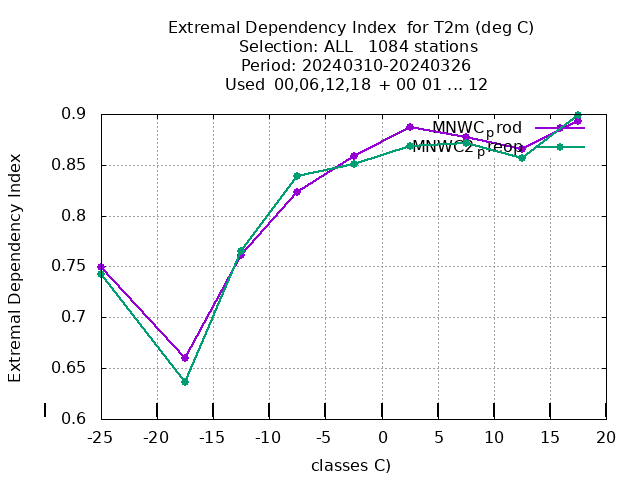 Extremal Dependency Index for T2m (deg C)
Selection: ALL 1084 stations
Period: 20240310-20240326
Used 00,06,12,18 + 00 01 ... 12
Extremal Dependency Index
0.9
0.85
0.8
0.75
0.7
0.65
0.6
MNWCprod
MNWC2preop
-25 -20 -15 -10 -5 0 5 10 15 20
classes C)